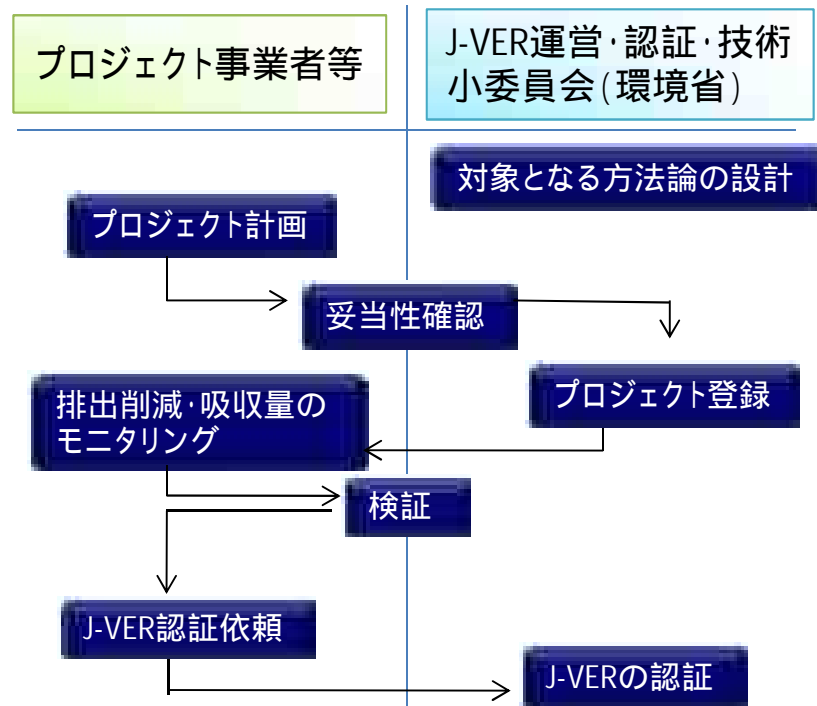 プロジェクト事業者等
J-VER運営・認証・技術
小委員会(環境省)
対象となる方法論の設計
プロジェクト計画
妥当性確認
プロジェクト登録
排出削減・吸収量の
モニタリング
検証
J-VER認証依頼
J-VERの認証